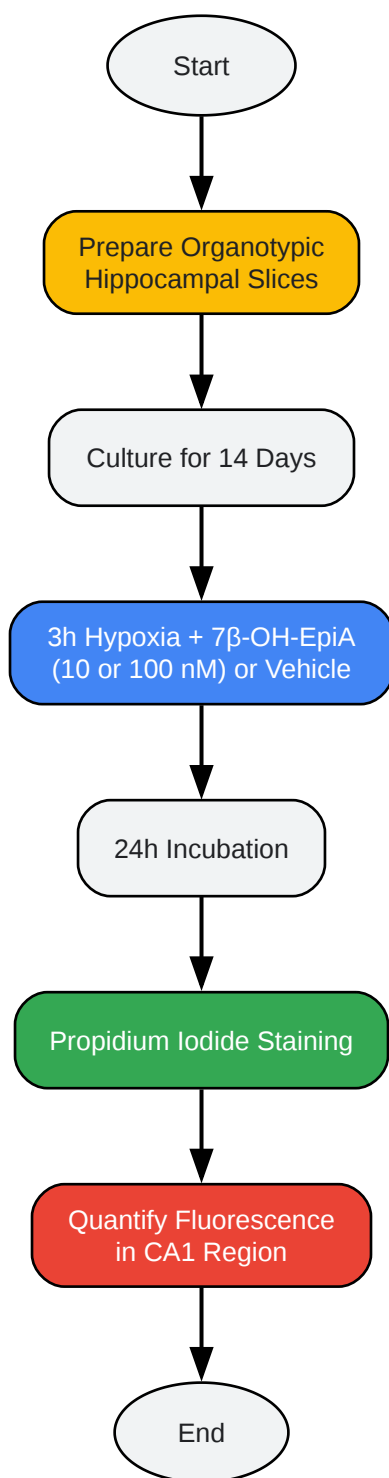 Start
Prepare Organotypic
Hippocampal Slices
Culture for 14 Days
3h Hypoxia + 7β-OH-EpiA
(10 or 100 nM) or Vehicle
24h Incubation
Propidium Iodide Staining
Quantify Fluorescence
in CA1 Region
End